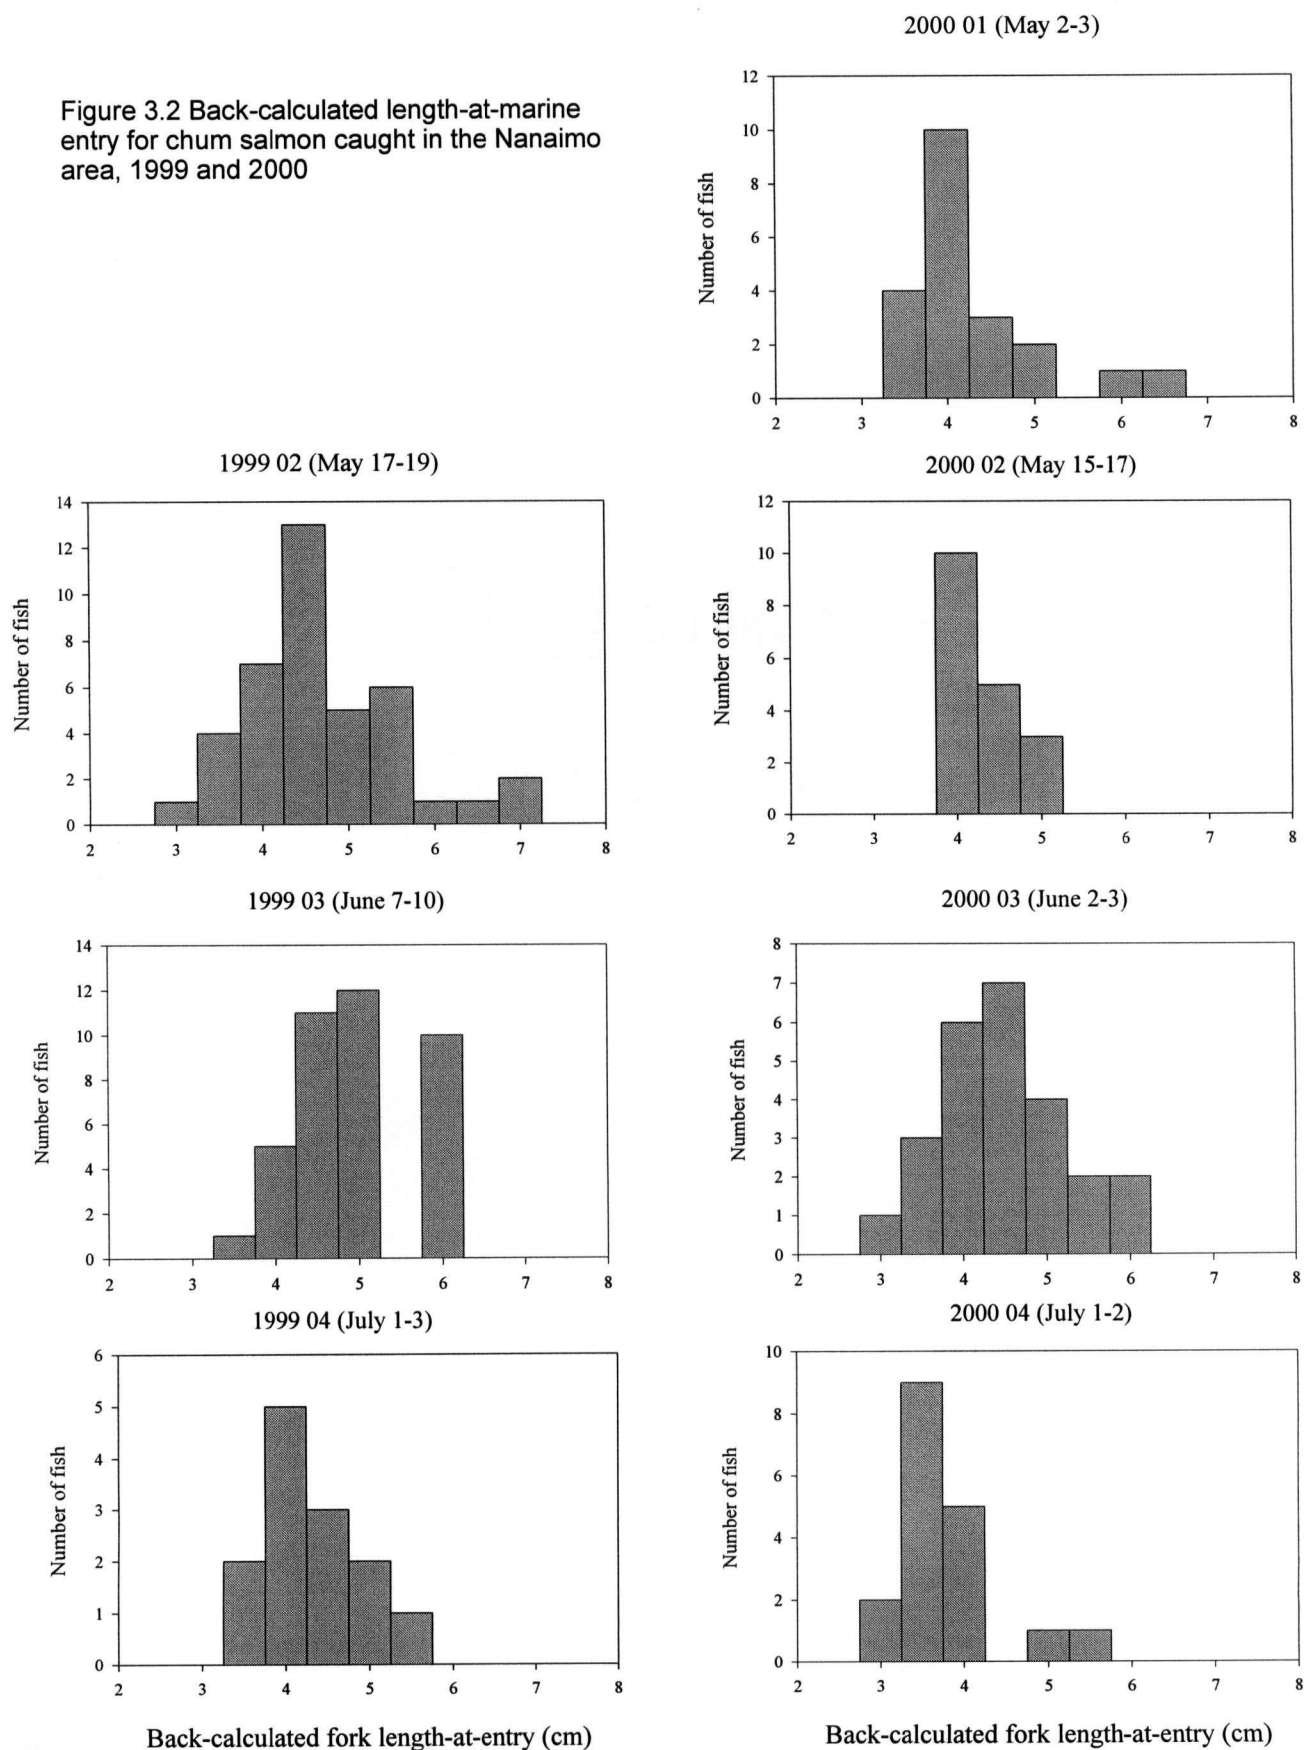 2000 01 (May 2-3)
Figure 3.2 Back-calculated length-at-marine
entry for chum salmon caught in the Nanaimo
area, 1999 and 2000
Number of fish
12
10
8
6
4
2
0
2 3 4 5 6 7 8
1999 02 (May 17-19)
Number of fish
14
12
10
8
6
4
2
0
2 3 4 5 6 7 8
2000 02 (May 15-17)
Number of fish
12
10
8
6
4
2
0
2 3 4 5 6 7 8
1999 03 (June 7-10)
Number of fish
14
12
10
8
6
4
2
0
2 3 4 5 6 7 8
2000 03 (June 2-3)
Number of fish
8
7
6
5
4
3
2
1
0
2 3 4 5 6 7 8
1999 04 (July 1-3)
Number of fish
6
5
4
3
2
1
0
2 3 4 5 6 7 8
Back-calculated fork length-at-entry (cm)
2000 04 (July 1-2)
Number of fish
10
8
6
4
2
0
2 3 4 5 6 7 8
Back-calculated fork length-at-entry (cm)